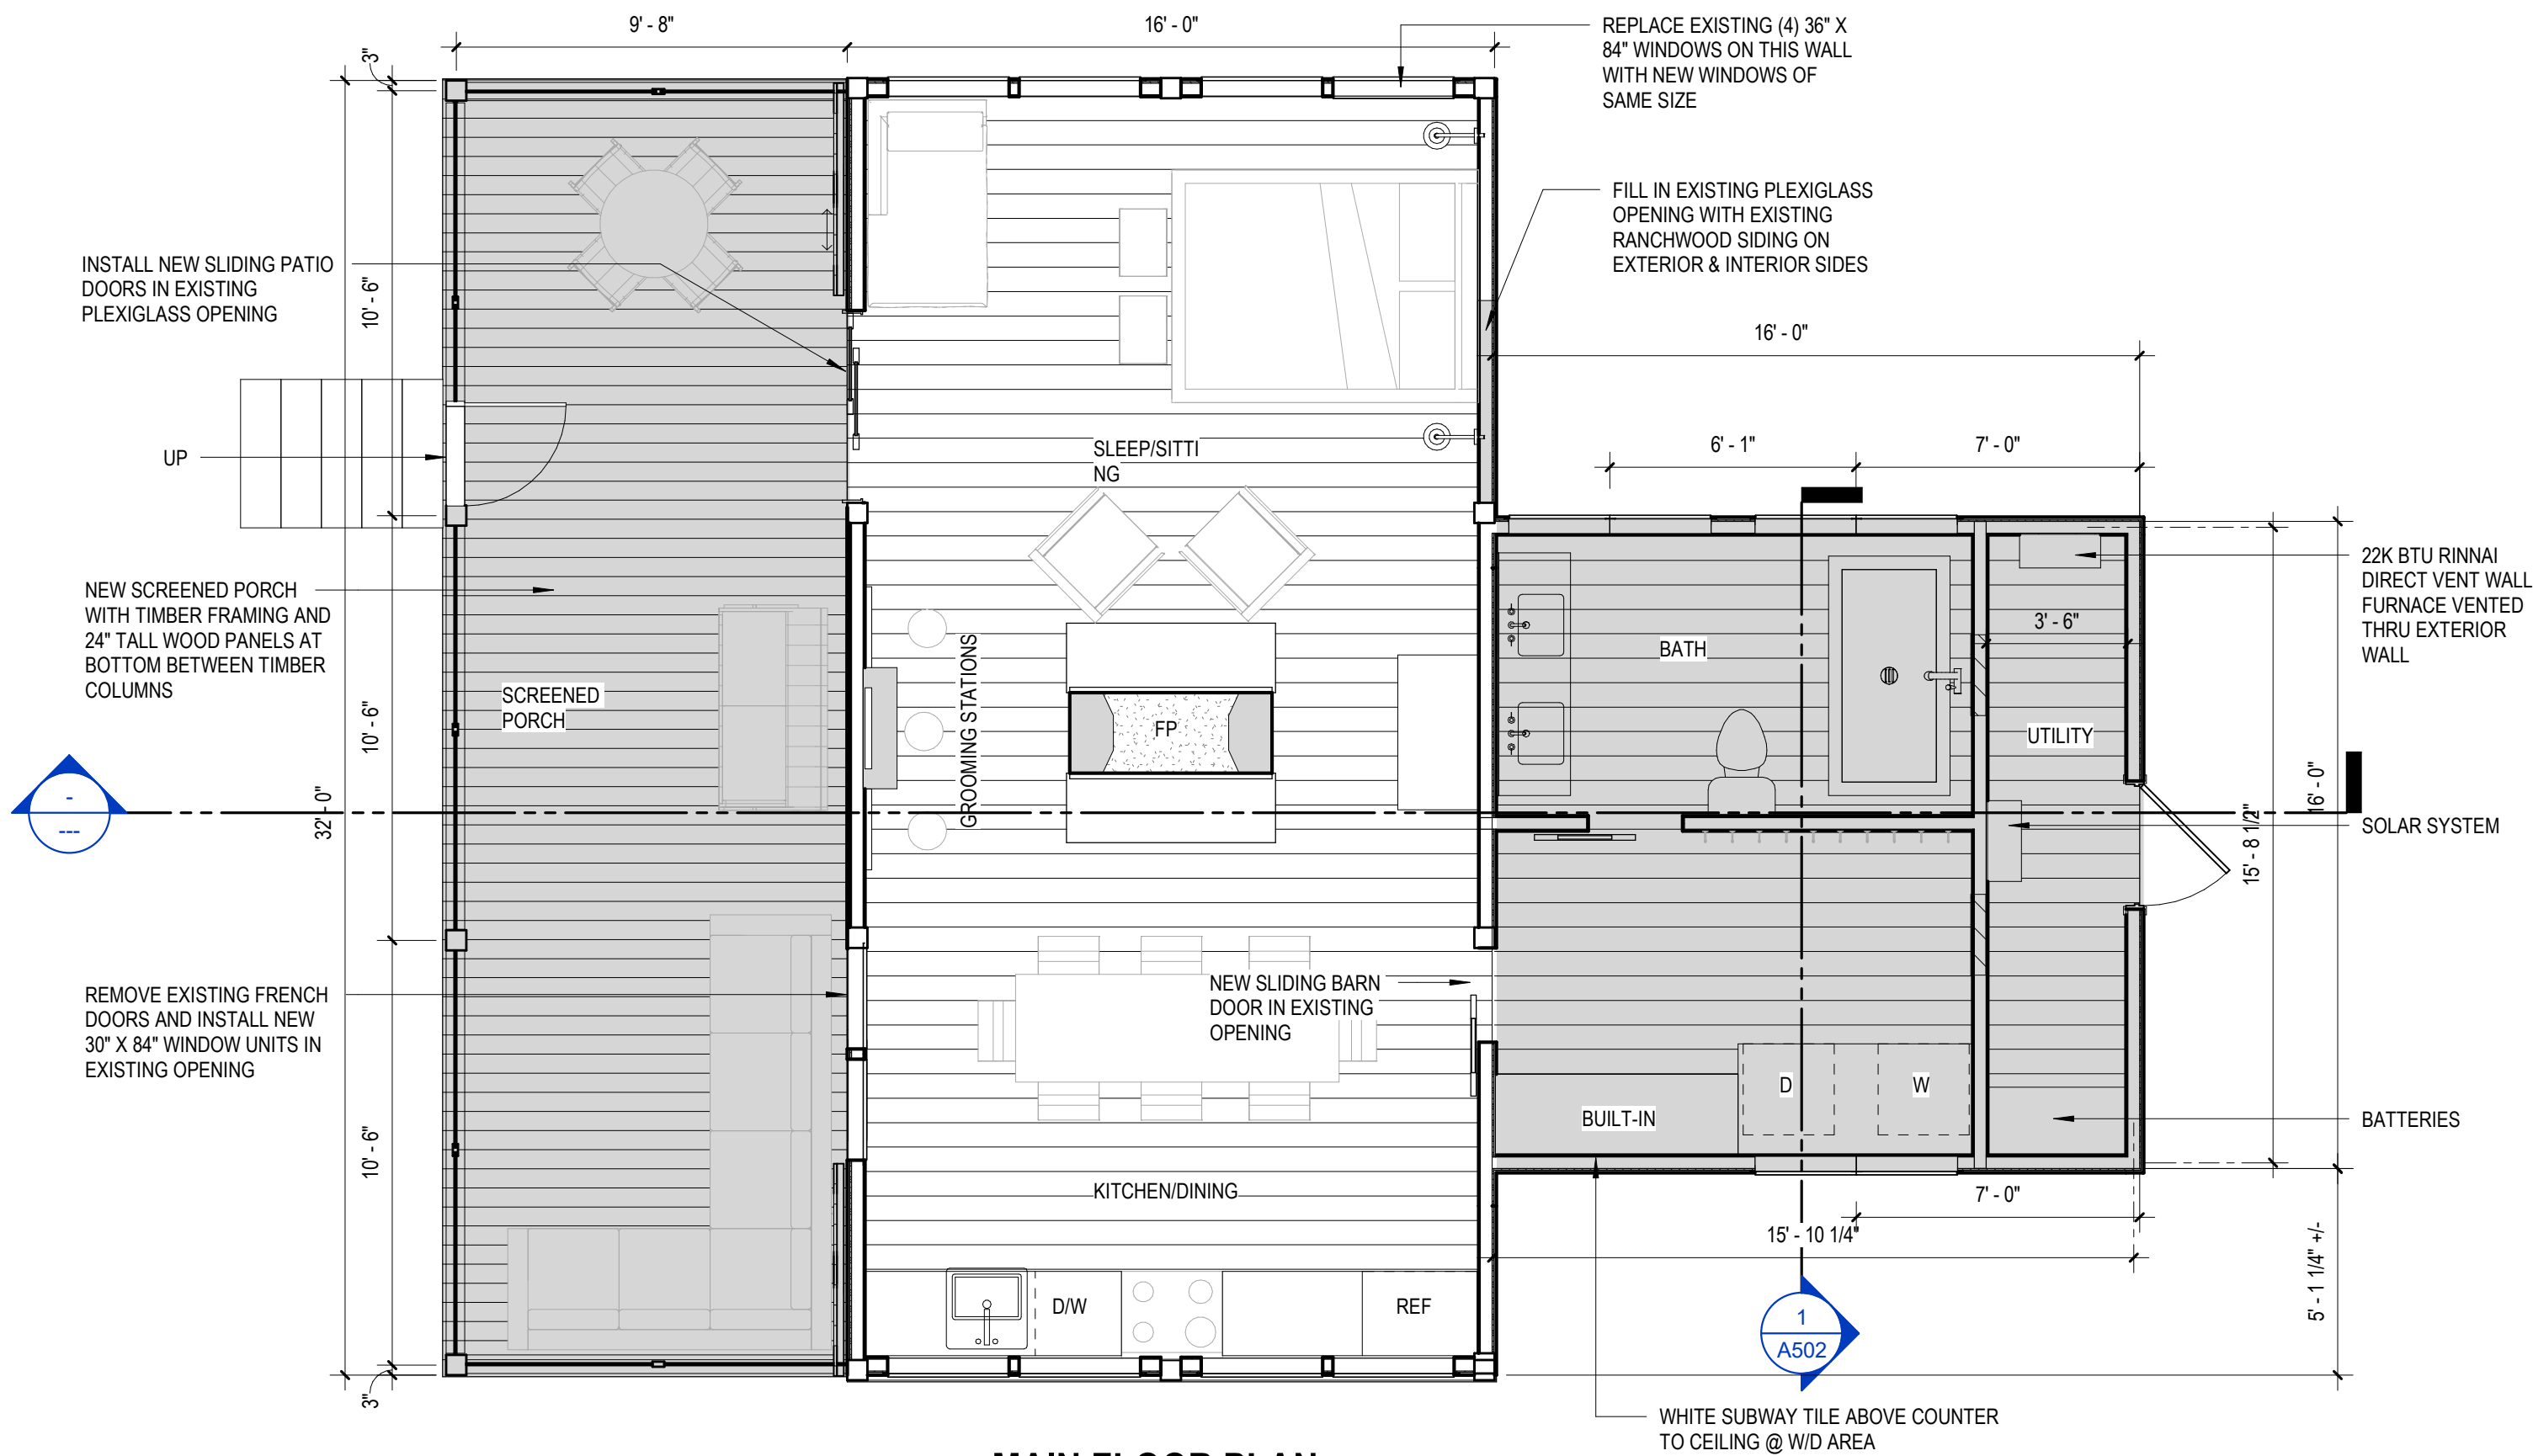 9' - 8"
16' - 0"
REPLACE EXISTING (4) 36" X
84" WINDOWS ON THIS WALL
WITH NEW WINDOWS OF
SAME SIZE
3"
FILL IN EXISTING PLEXIGLASS
OPENING WITH EXISTING
RANCHWOOD SIDING ON
EXTERIOR & INTERIOR SIDES
INSTALL NEW SLIDING PATIO
DOORS IN EXISTING
PLEXIGLASS OPENING
10' - 6"
16' - 0"
UP
SLEEP/SITTI
NG
6' - 1"
7' - 0"
NEW SCREENED PORCH
WITH TIMBER FRAMING AND
24" TALL WOOD PANELS AT
BOTTOM BETWEEN TIMBER
COLUMNS
22K BTU RINNAI
DIRECT VENT WALL
FURNACE VENTED
THRU EXTERIOR
WALL
3' - 6"
BATH
SCREENED
PORCH
GROOMING STATIONS
FP
UTILITY
10' - 6"
32' - 0"
-
---
16' - 0"
15' - 8 1/2"
SOLAR SYSTEM
REMOVE EXISTING FRENCH
DOORS AND INSTALL NEW
30" X 84" WINDOW UNITS IN
EXISTING OPENING
NEW SLIDING BARN
DOOR IN EXISTING
OPENING
D
W
BUILT-IN
BATTERIES
10' - 6"
KITCHEN/DINING
7' - 0"
15' - 10 1/4"
5' - 1 1/4" +/-
D/W
REF
1
A502
3"
WHITE SUBWAY TILE ABOVE COUNTER
TO CEILING @ W/D AREA
MAIN FLOOR PLAN